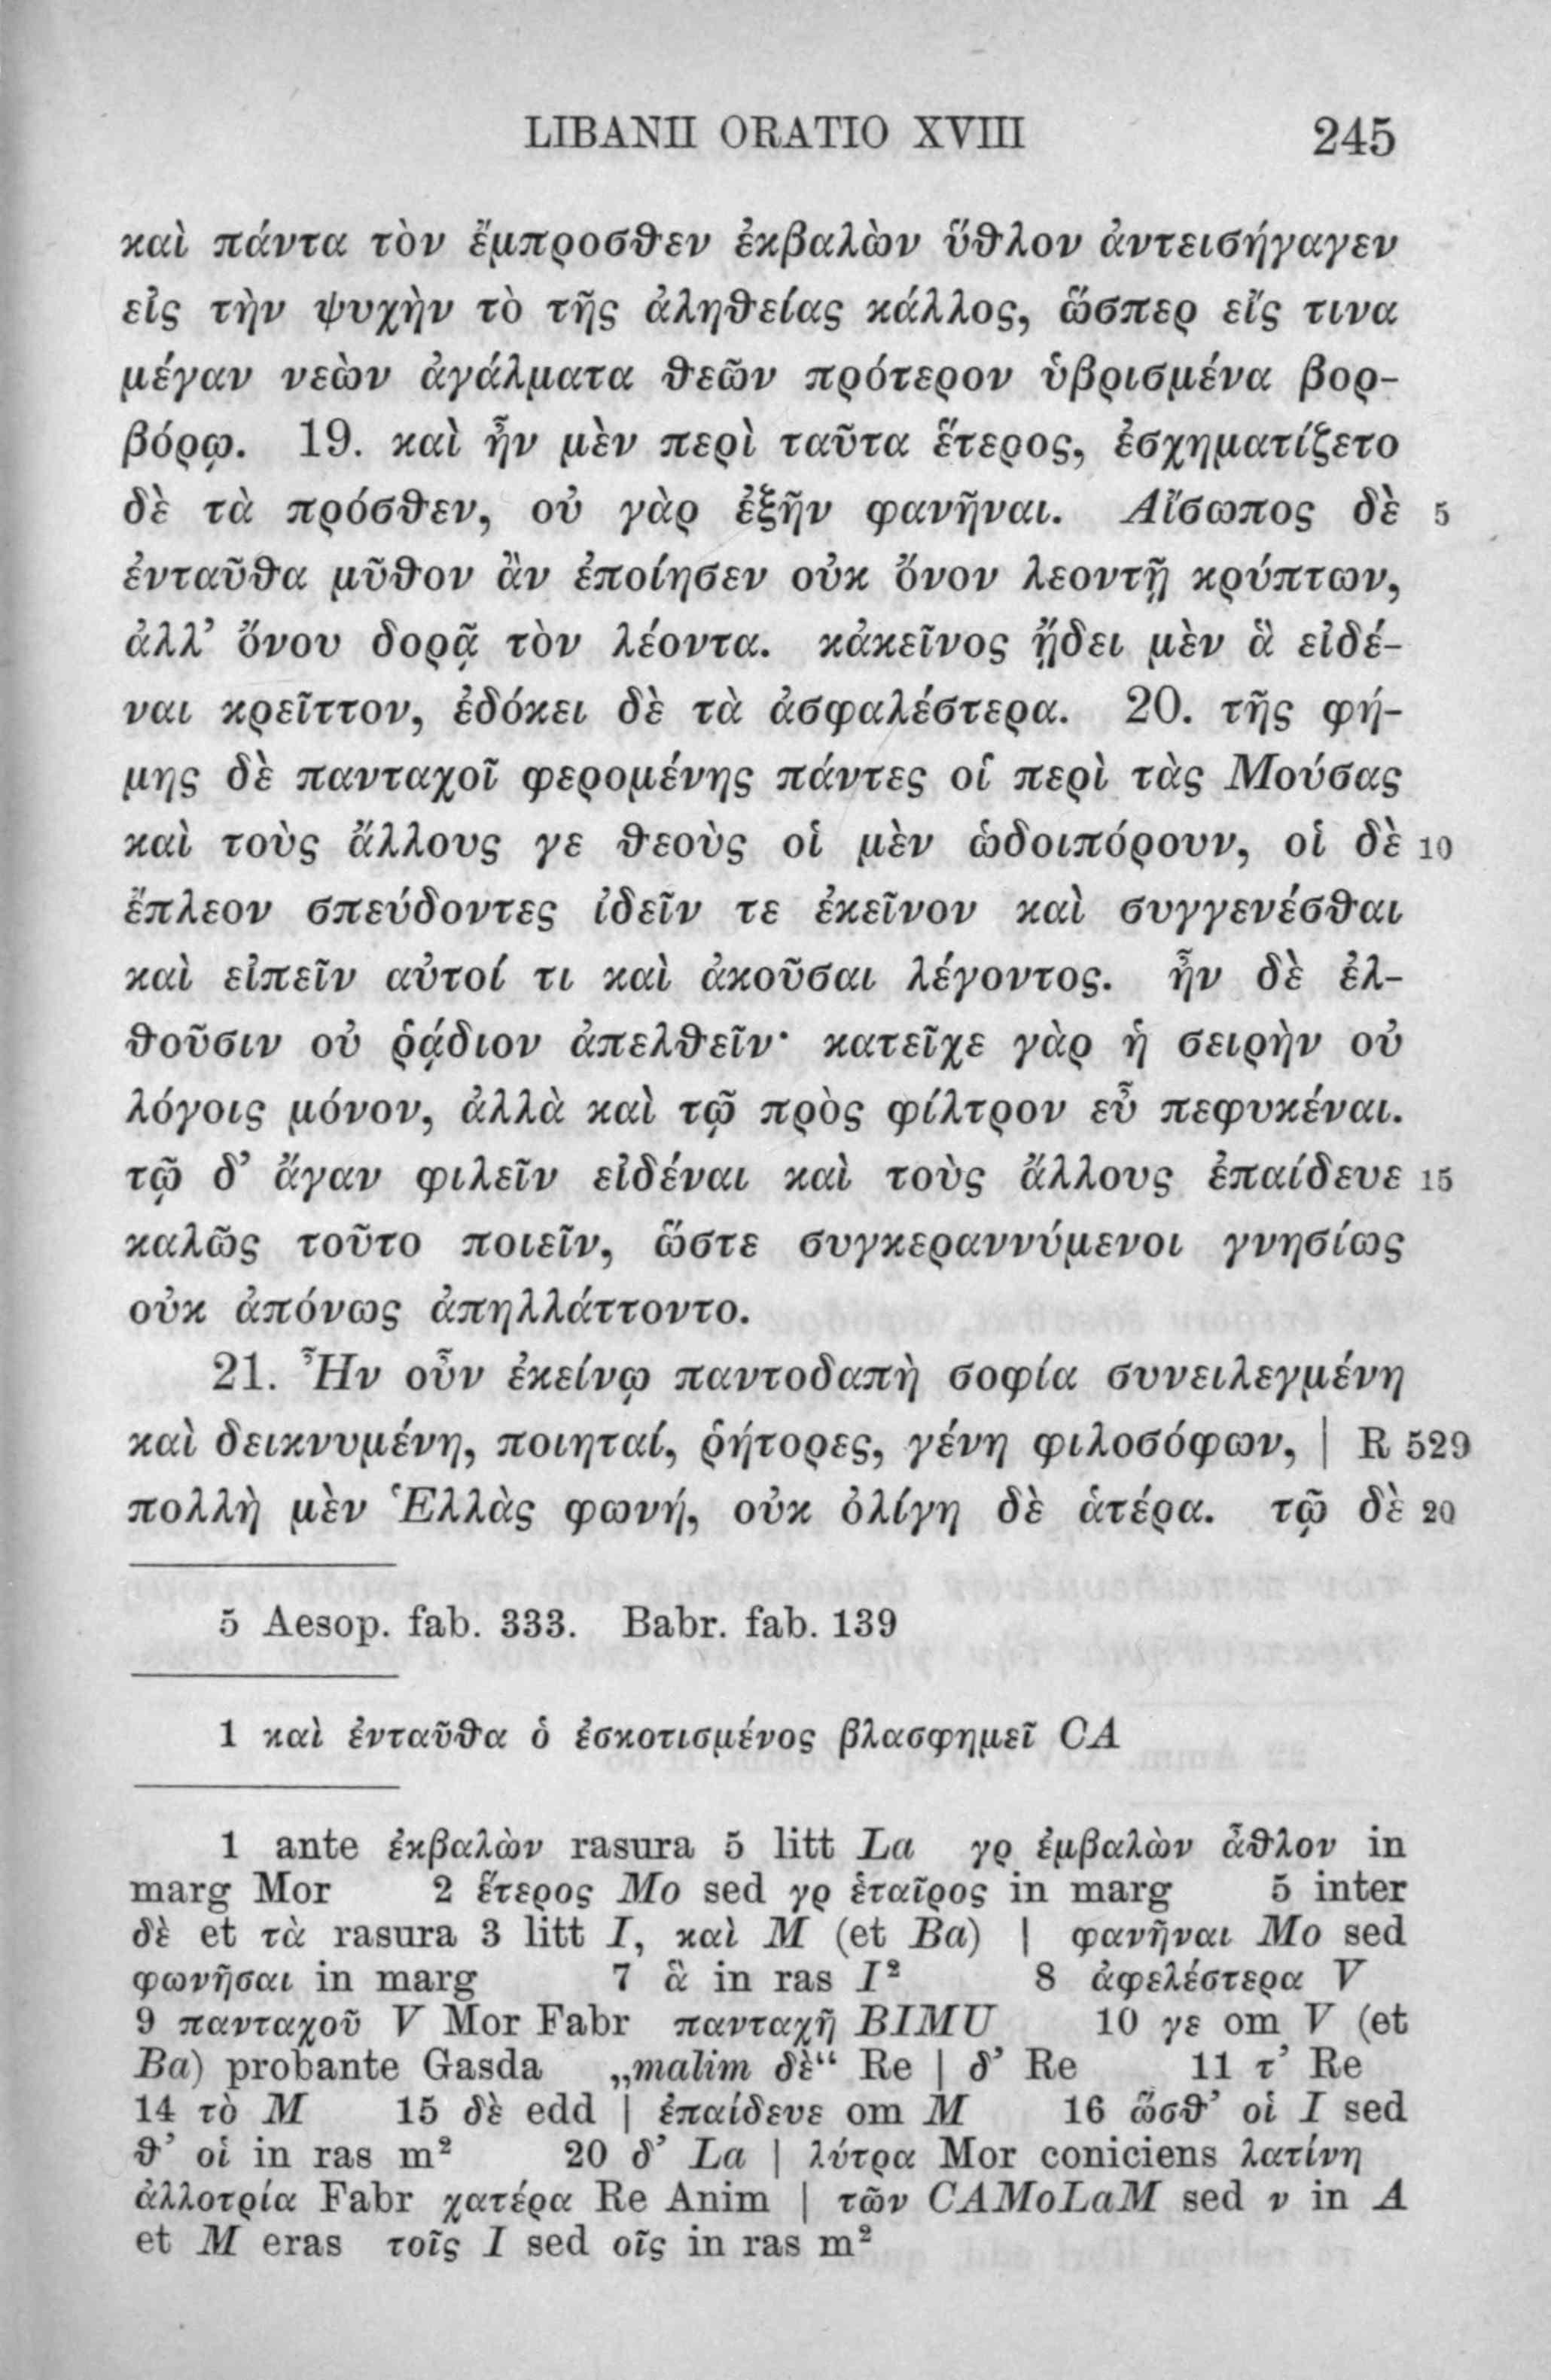 LIBANII ORATIO XVIII 245
καὶ πάντα τὸν ἔμπροσθεν ἐκβαλὼν ὕθλον ἀντεισήγαγεν
εἰς τὴν ψυχὴν τὸ τῆς ἀληθείας κάλλος, ὥσπερ εἴς τινα
μέγαν νεὼν ἀγάλματα θεῶν πρότερον ὑβρισμένα βορ-
βόρῳ. 19. καὶ ἦν μὲν περὶ ταῦτα ἕτερος, ἐσχηματίζετο
δὲ τὰ πρόσθεν, οὐ γὰρ ἐξῆν φανῆναι. Αἴσωπος δὲ 5
ἐνταῦθα μῦθον ἂν ἐποίησεν οὐκ ὄνον λεοντῇ κρύπτων,
ἀλλ’ ὄνου δορᾷ τὸν λέοντα. κἀκεῖνος ᾔδει μὲν ἃ εἰδέ-
ναι κρεῖττον, ἐδόκει δὲ τὰ ἀσφαλέστερα. 20. τῆς φή-
μης δὲ πανταχοῖ φερομένης πάντες οἱ περὶ τὰς Μούσας
καὶ τοὺς ἄλλους γε θεοὺς οἱ μὲν ὡδοιπόρουν, οἱ δὲ 10
ἔπλεον σπεύδοντες ἰδεῖν τε ἐκεῖνον καὶ συγγενέσθαι
καὶ εἰπεῖν αὐτοί τι καὶ ἀκοῦσαι λέγοντος. ἦν δὲ ἐλ-
θοῦσιν οὐ ῥᾴδιον ἀπελθεῖν· κατεῖχε γὰρ ἡ σειρὴν οὐ
λόγοις μόνον, ἀλλὰ καὶ τῷ πρὸς φίλτρον εὖ πεφυκέναι.
τῷ δ’ ἄγαν φιλεῖν εἰδέναι καὶ τοὺς ἄλλους ἐπαίδευε 15
καλῶς τοῦτο ποιεῖν, ὥστε συγκεραννύμενοι γνησίως
οὐκ ἀπόνως ἀπηλλάττοντο.
21. Ἦν οὖν ἐκείνῳ παντοδαπὴ σοφία συνειλεγμένη
καὶ δεικνυμένη, ποιηταί, ῥήτορες, γένη φιλοσόφων, | R 529
πολλὴ μὲν Ἑλλὰς φωνή, οὐκ ὀλίγη δὲ ἁτέρα. τῷ δὲ 20
5 Aesop. fab. 333. Babr. fab. 139
1 καὶ ἐνταῦθα ὁ ἐσκοτισμένος βλασφημεῖ CA
1 ante ἐκβαλὼν rasura 5 litt La γρ ἐμβαλὼν ἆθλον in
marg Mor 2 ἕτερος Mo sed γρ ἑταῖρος in marg 5 inter
δὲ et τὰ rasura 3 litt I, καὶ M (et Ba) | φανῆναι Mo sed
φωνῆσαι in marg 7 ἃ in ras I² 8 ἀφελέστερα V
9 πανταχοῦ V Mor Fabr πανταχῆ BIMU 10 γε om V (et
Ba) probante Gasda „malim δὲ“ Re | δ’ Re 11 τ’ Re
14 τὸ M 15 δὲ edd | ἐπαίδευε om M 16 ὥσθ’ οἱ I sed
θ’ οἱ in ras m² 20 δ’ La | λύτρα Mor coniciens λατίνη
ἀλλοτρία Fabr χατέρα Re Anim | τῶν CAMoLaM sed ν in A
et M eras τοῖς I sed οῖς in ras m²